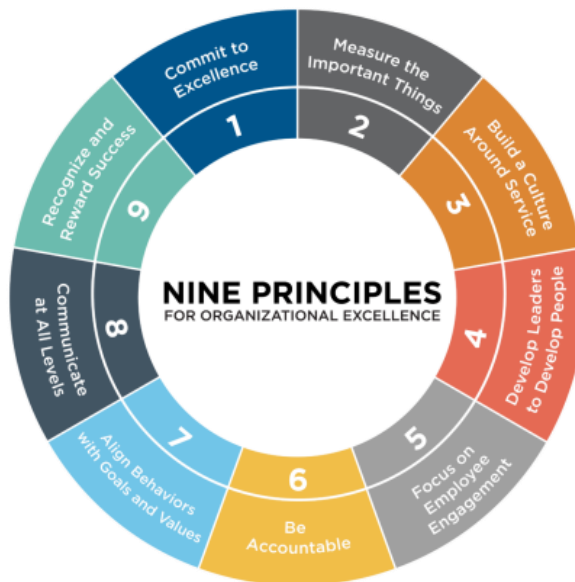 NINE PRINCIPLES
FOR ORGANIZATIONAL EXCELLENCE
Commit to
Excellence
1
Measure the
Important Things
2
Build a Culture
Around Service
3
Develop Leaders
to Develop People
4
Focus on
Employee
Engagement
5
Be
Accountable
6
Align Behaviors
with Goals and Values
7
Communicate
at All Levels
8
Recognize and
Reward Success
9